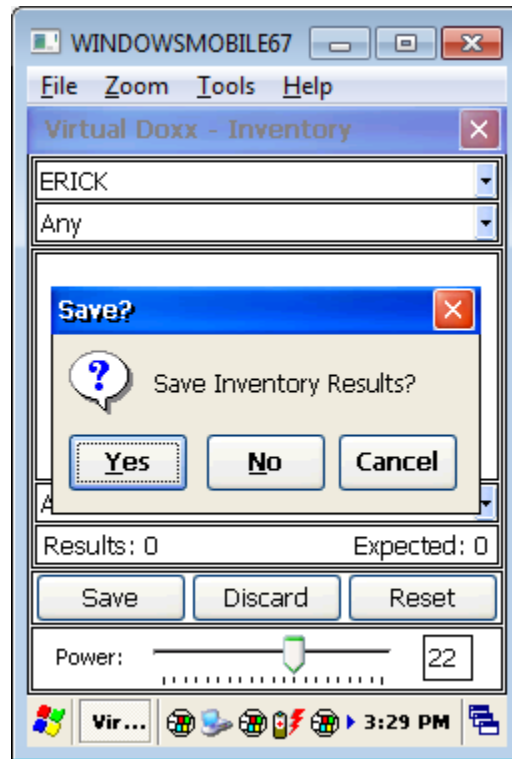 WINDOWSMOBILE67
File Zoom Tools Help
Virtual Doxx - Inventory
ERICK
Any
Save?
Save Inventory Results?
Yes No Cancel
Results: 0 Expected: 0
Save Discard Reset
Power: 22
Vir... 3:29 PM